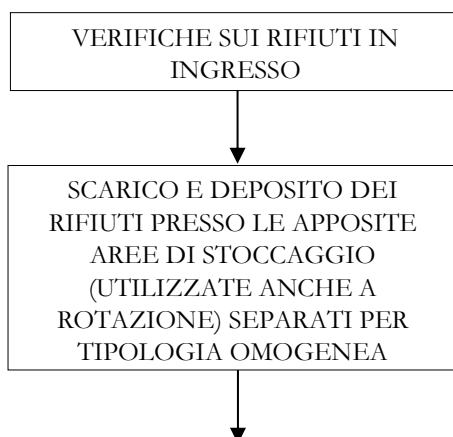 VERIFICHE SUI RIFIUTI IN
INGRESSO
SCARICO E DEPOSITO DEI
RIFIUTI PRESSO LE APPOSITE
AREE DI STOCCAGGIO
(UTILIZZATE ANCHE A
ROTAZIONE) SEPARATI PER
TIPOLOGIA OMOGENEA